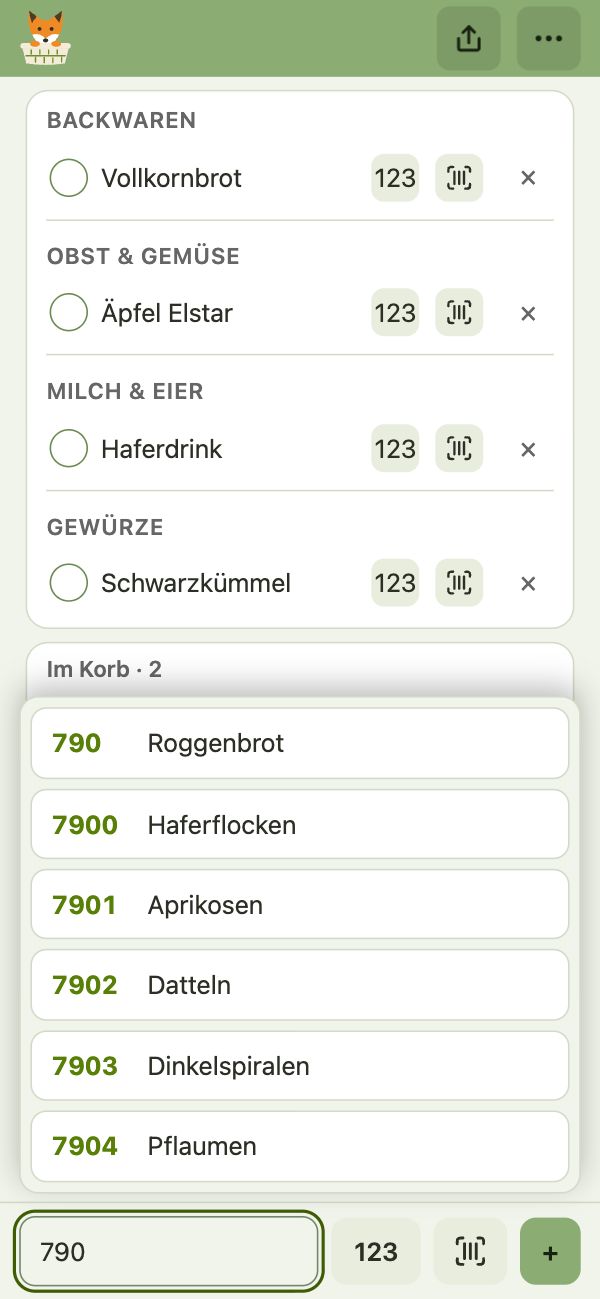 BACKWAREN
Vollkornbrot 123 ×
OBST & GEMÜSE
Äpfel Elstar 123 ×
MILCH & EIER
Haferdrink 123 ×
GEWÜRZE
Schwarzkümmel 123 ×
Im Korb · 2
790 Roggenbrot
7900 Haferflocken
7901 Aprikosen
7902 Datteln
7903 Dinkelspiralen
7904 Pflaumen
790 123 +